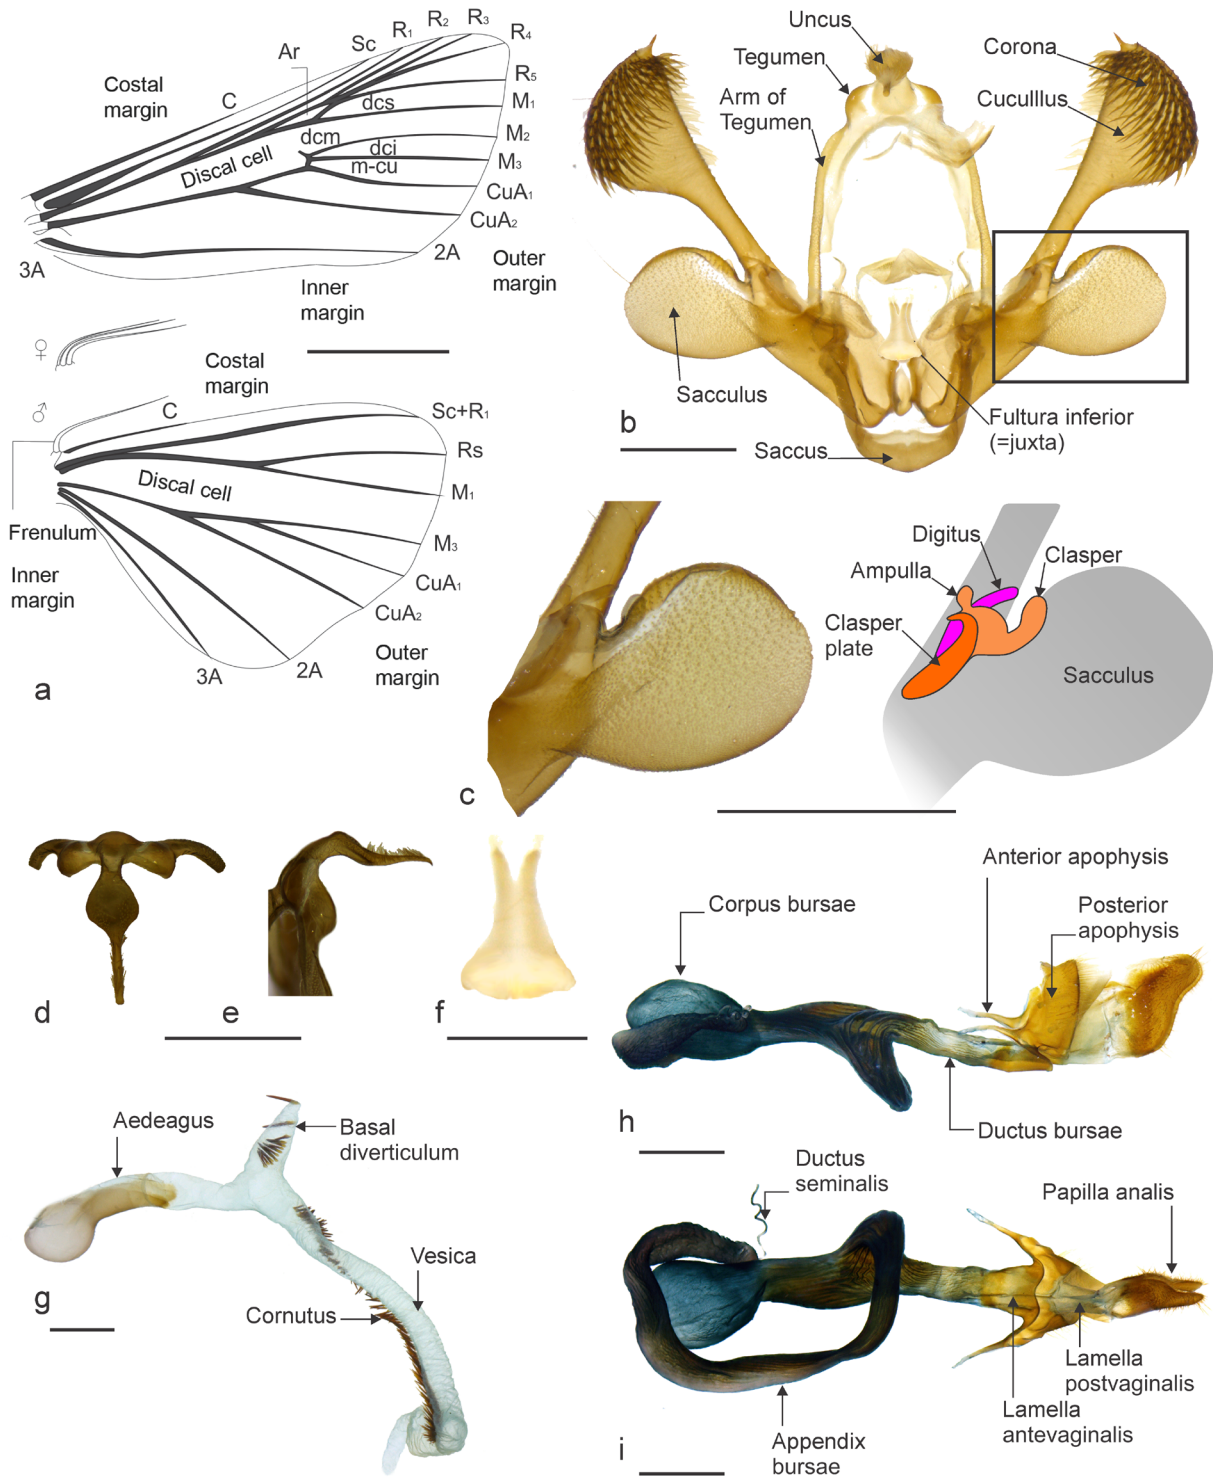 R1
R2
R3
R4
Sc
Ar
Costal
margin
C
R5
dcs
M1
dcm
M2
dci
Discal cell
m-cu
M3
CuA1
CuA2
2A
3A
Outer
margin
Inner
margin
♀
Costal
margin
♂
C
Sc+R1
Rs
Discal cell
M1
Frenulum
M3
Inner
margin
CuA1
CuA2
Outer
margin
3A
2A
a
Uncus
Tegumen
Corona
Arm of
Tegumen
Cuculllus
Sacculus
Fultura inferior
(=juxta)
Saccus
b
Digitus
Clasper
Ampulla
Clasper
plate
Sacculus
c
d
e
f
Anterior apophysis
Corpus bursae
Posterior
apophysis
Ductus bursae
h
Aedeagus
Basal
diverticulum
Vesica
Cornutus
g
Ductus
seminalis
Papilla analis
Lamella
postvaginalis
Lamella
antevaginalis
Appendix
bursae
i